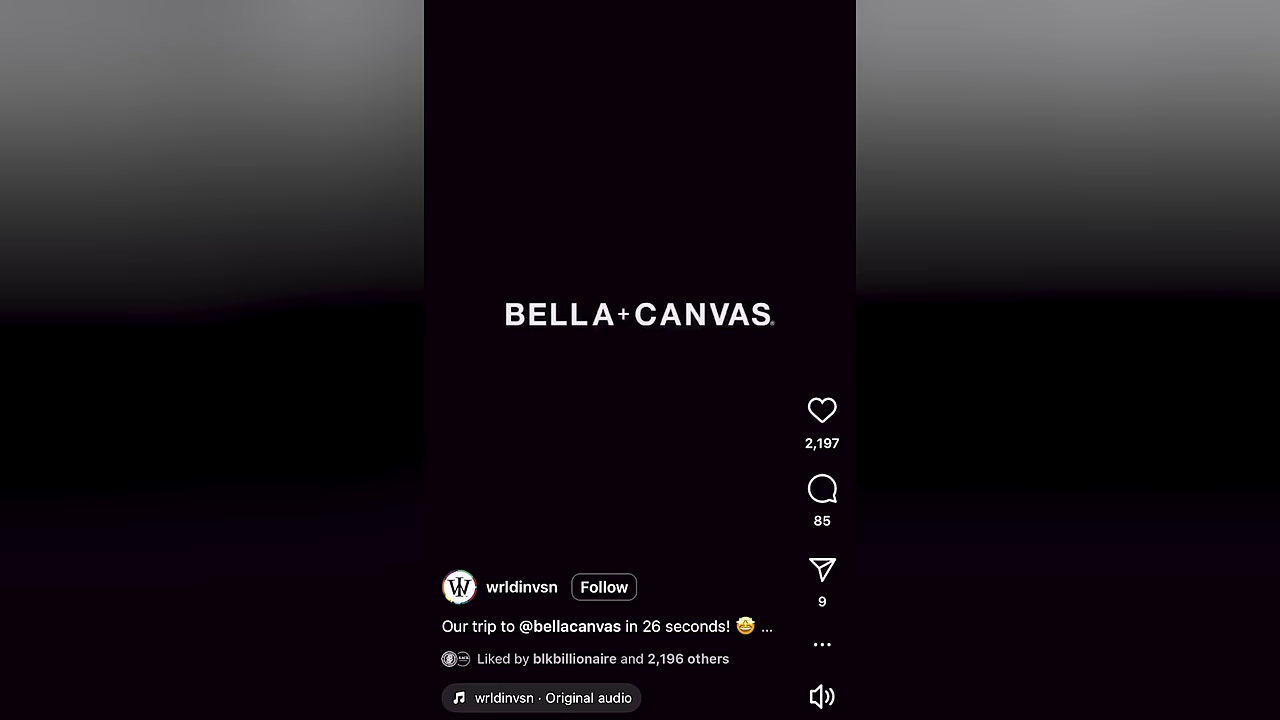 BELLA+CANVAS®
2,197
85
9
wrldinvsn Follow
Our trip to @bellacanvas in 26 seconds! 🤩 ...
Liked by blkbillionaire and 2,196 others
wrldinvsn · Original audio